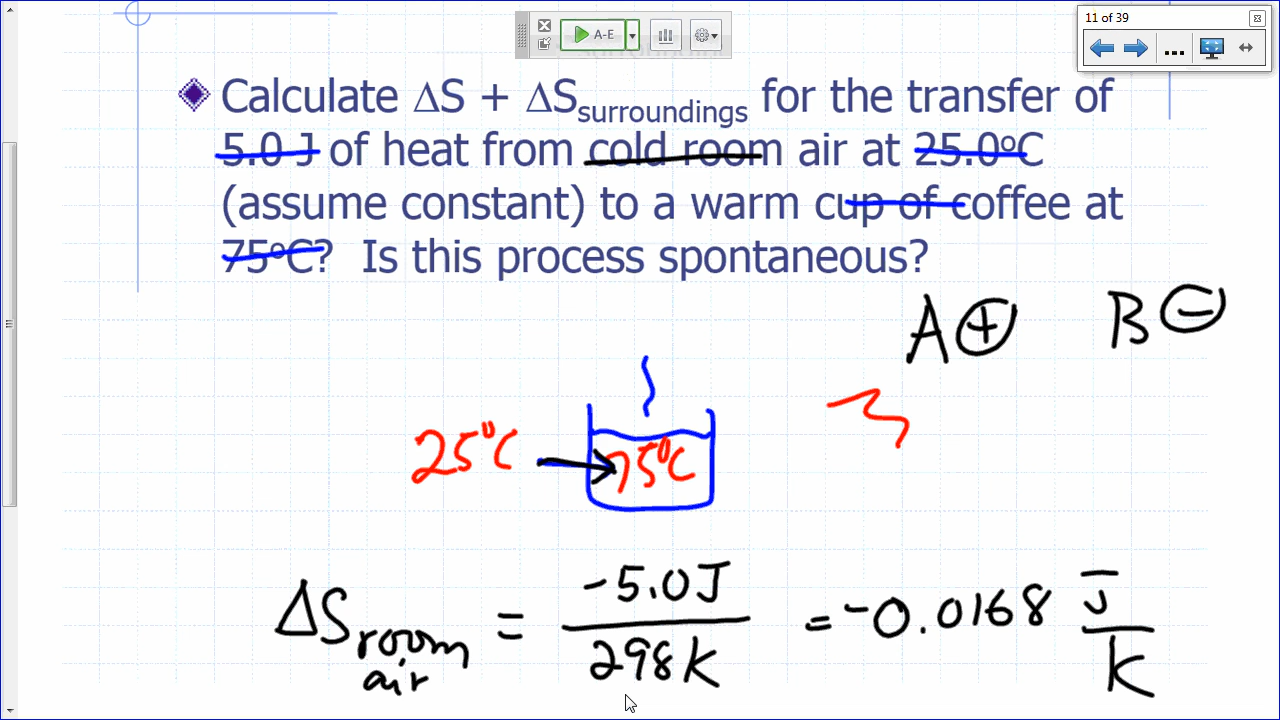 A-E
11 of 39
Calculate ΔS + ΔSsurroundings for the transfer of
5.0 J of heat from cold room air at 25.0oC
(assume constant) to a warm cup of coffee at
75oC? Is this process spontaneous?
A + B −
25°C
75°C
ΔSroom air = -5.0J / 298K = -0.0168 J / K